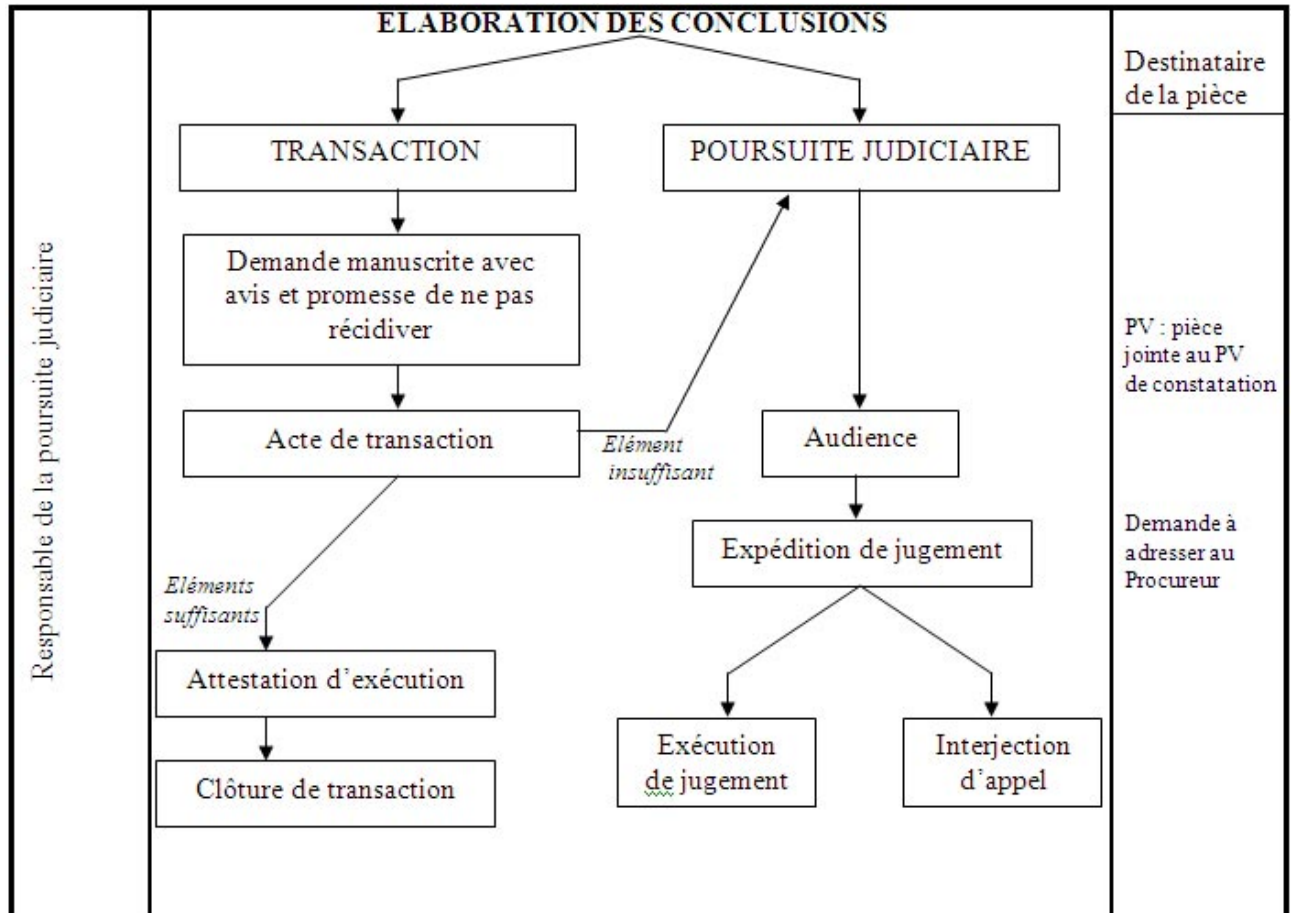 ELABORATION DES CONCLUSIONS
Destinataire
de la pièce
TRANSACTION
POURSUITE JUDICIAIRE
Responsable de la poursuite judiciaire
Demande manuscrite avec
avis et promesse de ne pas
récidiver
PV : pièce
jointe au PV
de constatation
Acte de transaction
Elément
insuffisant
Audience
Expédition de jugement
Demande à
adresser au
Procureur
Eléments
suffisants
Attestation d’exécution
Exécution
de jugement
Interjection
d’appel
Clôture de transaction